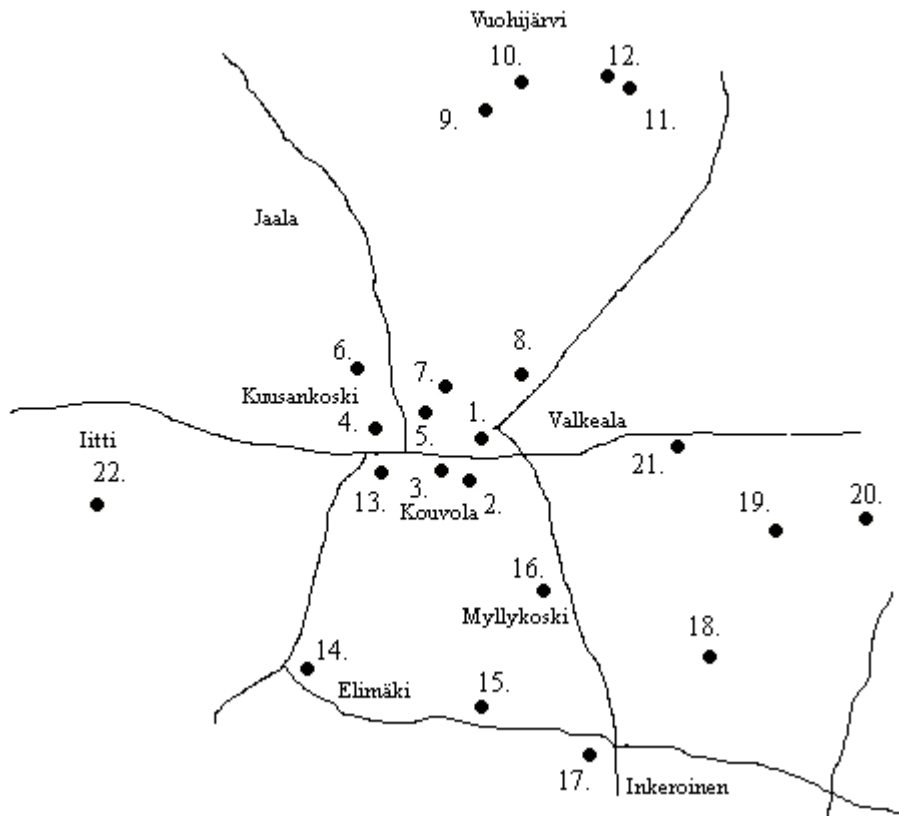 Vuohijärvi
10.
12.
9.
11.
Jaala
6.
7.
8.
Kuusankoski
4.
5.
1.
Valkeala
Iitti
22.
13.
3.
2.
Kouvola
21.
19.
20.
16.
Myllykoski
18.
14.
Elimäki
15.
17.
Inkeroinen